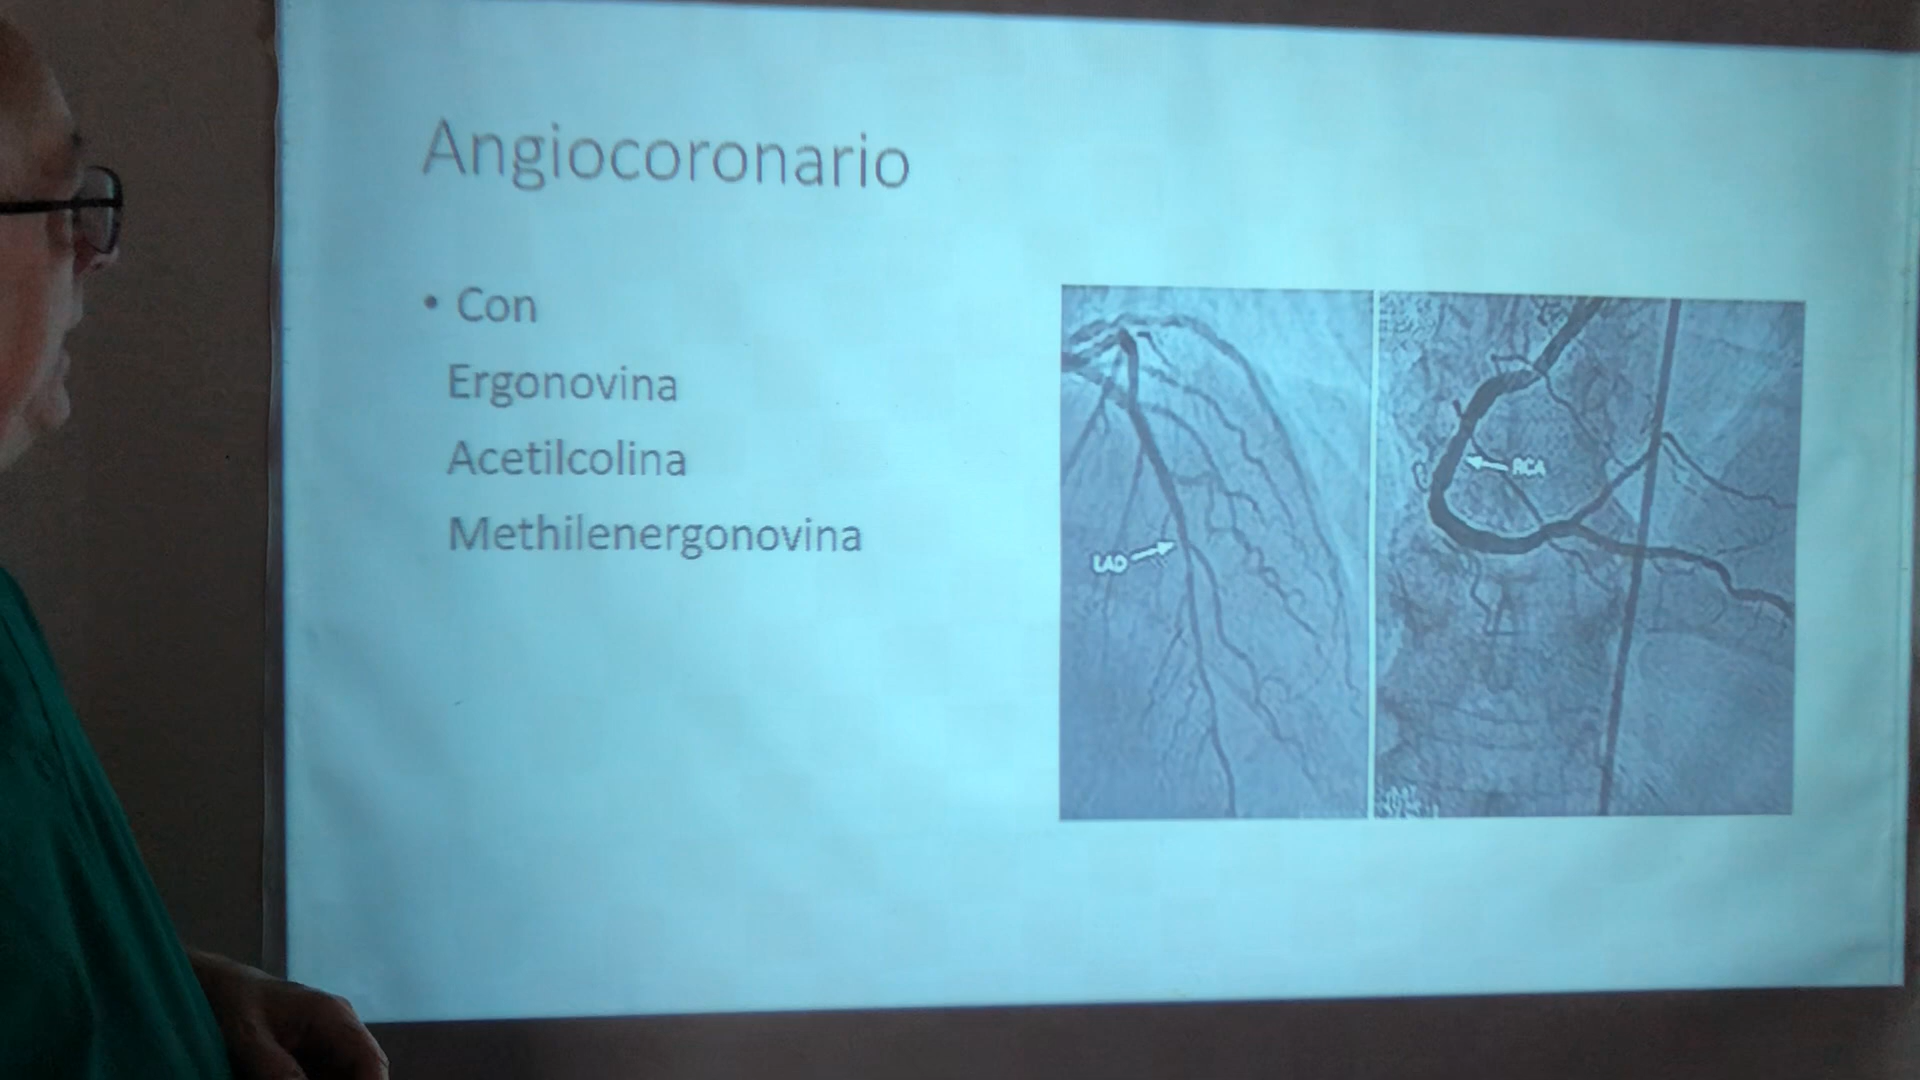 Angiocoronario
• Con
Ergonovina
Acetilcolina
Methilenergonovina
LAD
RCA